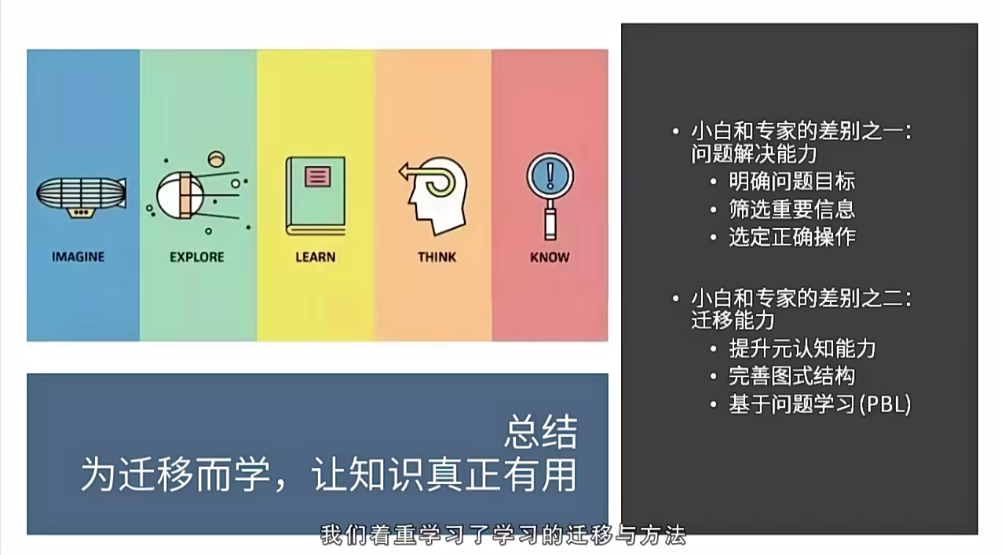 IMAGINE
EXPLORE
LEARN
THINK
KNOW
总结
为迁移而学，让知识真正有用
• 小白和专家的差别之一：
问题解决能力
• 明确问题目标
• 筛选重要信息
• 选定正确操作
• 小白和专家的差别之二：
迁移能力
• 提升元认知能力
• 完善图式结构
• 基于问题学习(PBL)
我们着重学习了学习的迁移与方法